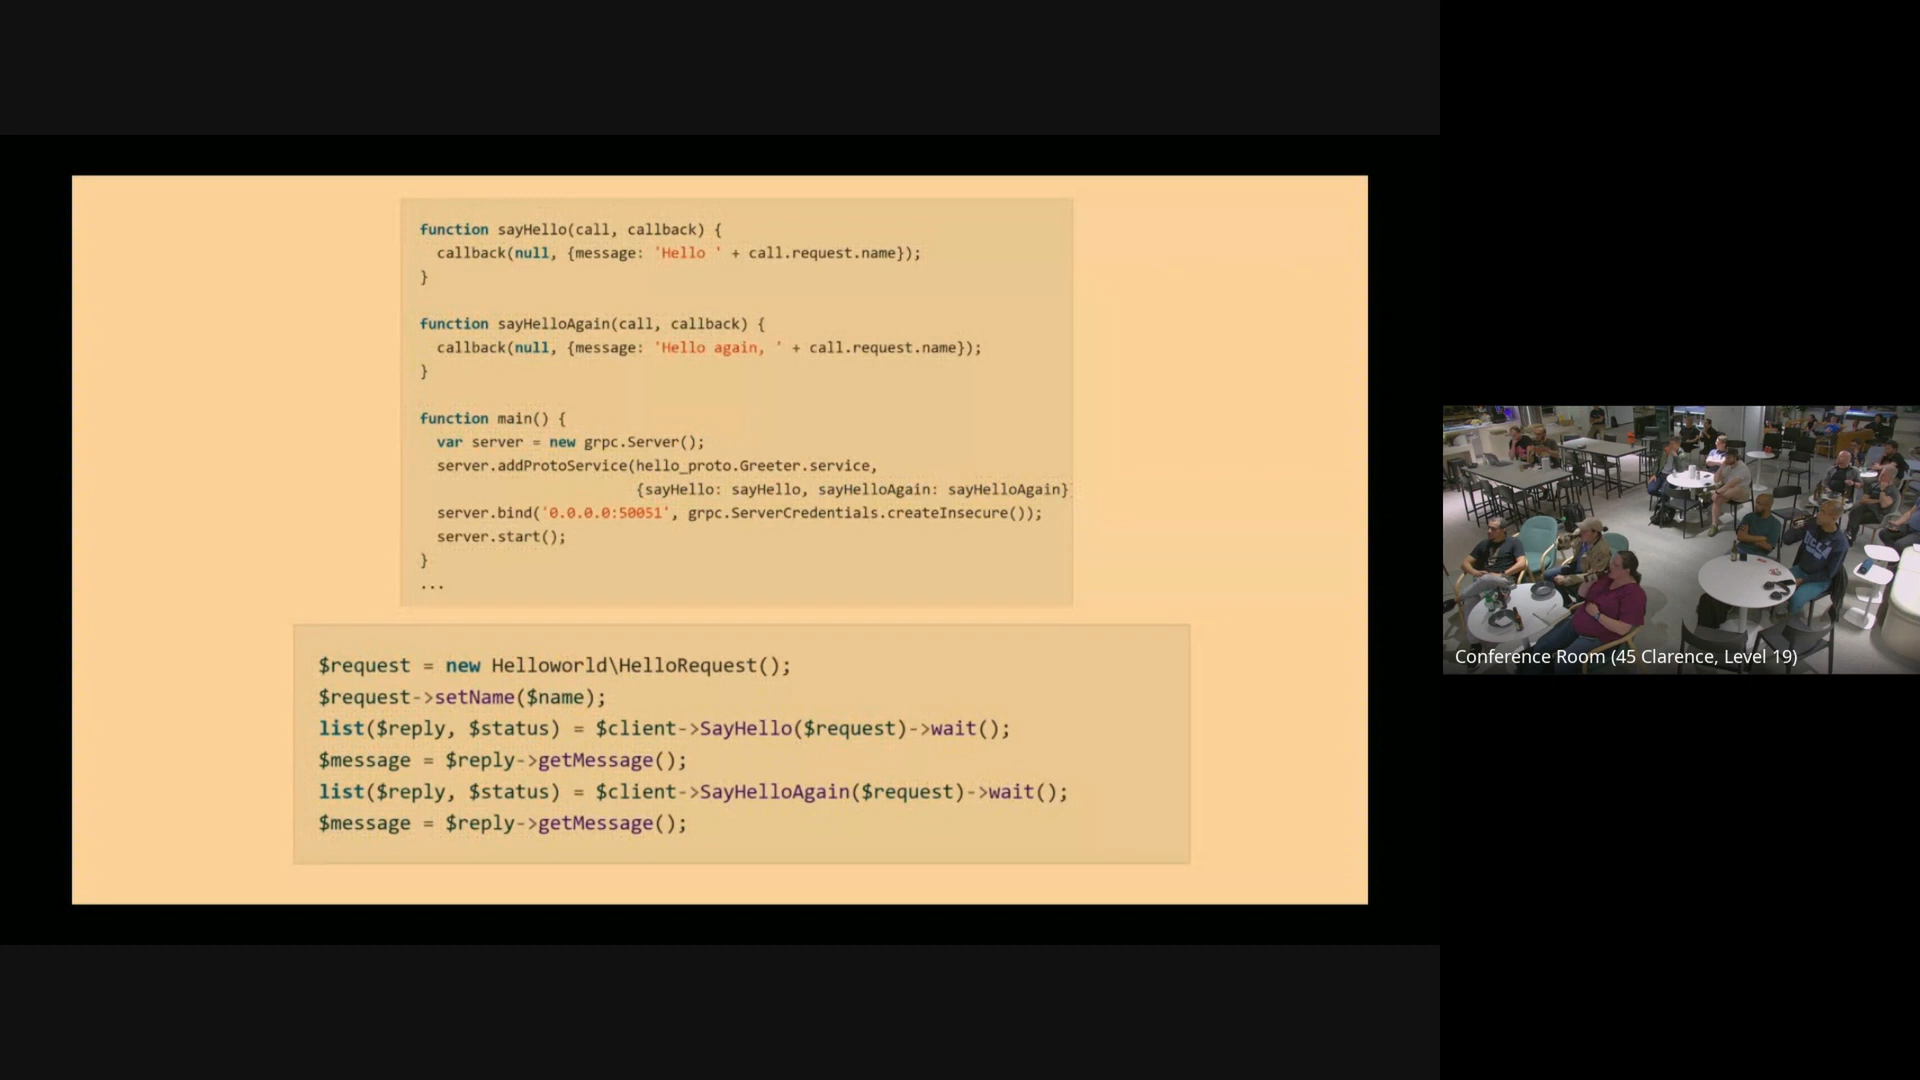 function sayHello(call, callback) {
  callback(null, {message: 'Hello ' + call.request.name});
}
function sayHelloAgain(call, callback) {
  callback(null, {message: 'Hello again, ' + call.request.name});
}
function main() {
  var server = new grpc.Server();
  server.addProtoService(hello_proto.Greeter.service,
                         {sayHello: sayHello, sayHelloAgain: sayHelloAgain}
  server.bind('0.0.0.0:50051', grpc.ServerCredentials.createInsecure());
  server.start();
}
...
$request = new Helloworld\HelloRequest();
$request->setName($name);
list($reply, $status) = $client->SayHello($request)->wait();
$message = $reply->getMessage();
list($reply, $status) = $client->SayHelloAgain($request)->wait();
$message = $reply->getMessage();
UCLA
Conference Room (45 Clarence, Level 19)